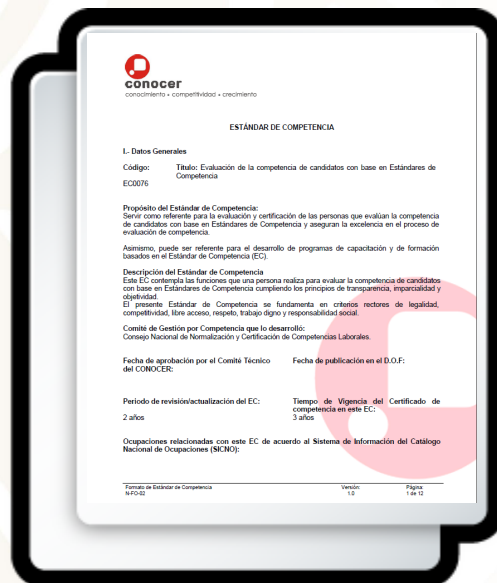 conocer
conocimiento • competitividad • crecimiento
ESTÁNDAR DE COMPETENCIA
I.- Datos Generales
Código: Título: Evaluación de la competencia de candidatos con base en Estándares de
Competencia
EC0076
Propósito del Estándar de Competencia:
Servir como referente para la evaluación y certificación de las personas que evalúan la competencia
de candidatos con base en Estándares de Competencia y aseguran la excelencia en el proceso de
evaluación de competencia.
Asimismo, puede ser referente para el desarrollo de programas de capacitación y de formación
basados en el Estándar de Competencia (EC).
Descripción del Estándar de Competencia
Este EC contempla las funciones que una persona realiza para evaluar la competencia de candidatos
con base en Estándares de Competencia cumpliendo los principios de transparencia, imparcialidad y
objetividad.
El presente Estándar de Competencia se fundamenta en criterios rectores de legalidad,
competitividad, libre acceso, respeto, trabajo digno y responsabilidad social.
Comité de Gestión por Competencia que lo desarrolló:
Consejo Nacional de Normalización y Certificación de Competencias Laborales.
Fecha de aprobación por el Comité Técnico Fecha de publicación en el D.O.F:
del CONOCER:
Periodo de revisión/actualización del EC: Tiempo de Vigencia del Certificado de
competencia en este EC:
2 años 3 años
Ocupaciones relacionadas con este EC de acuerdo al Sistema de Información del Catálogo
Nacional de Ocupaciones (SICNO):
Formato de Estándar de Competencia Versión: Página:
N-FO-02 1.0 1 de 12